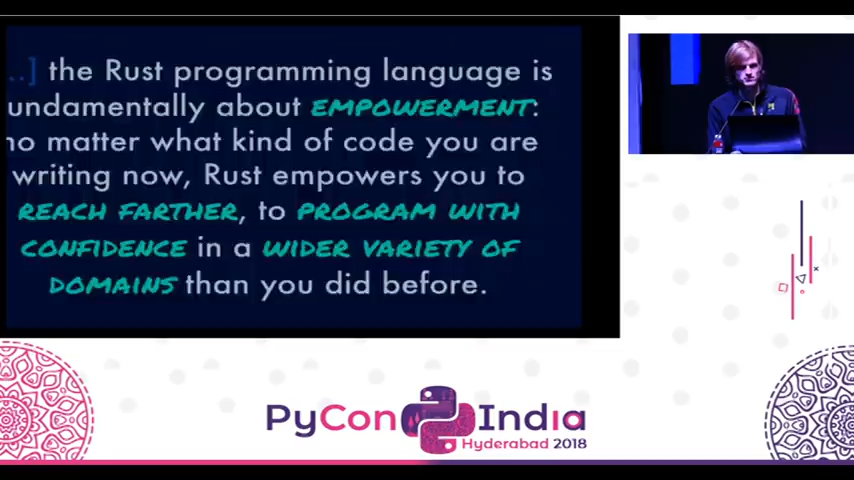 ..] the Rust programming language is
undamentally about EMPOWERMENT:
no matter what kind of code you are
writing now, Rust empowers you to
REACH FARTHER, to PROGRAM WITH
CONFIDENCE in a WIDER VARIETY OF
DOMAINS than you did before.
PyCon India
Hyderabad 2018